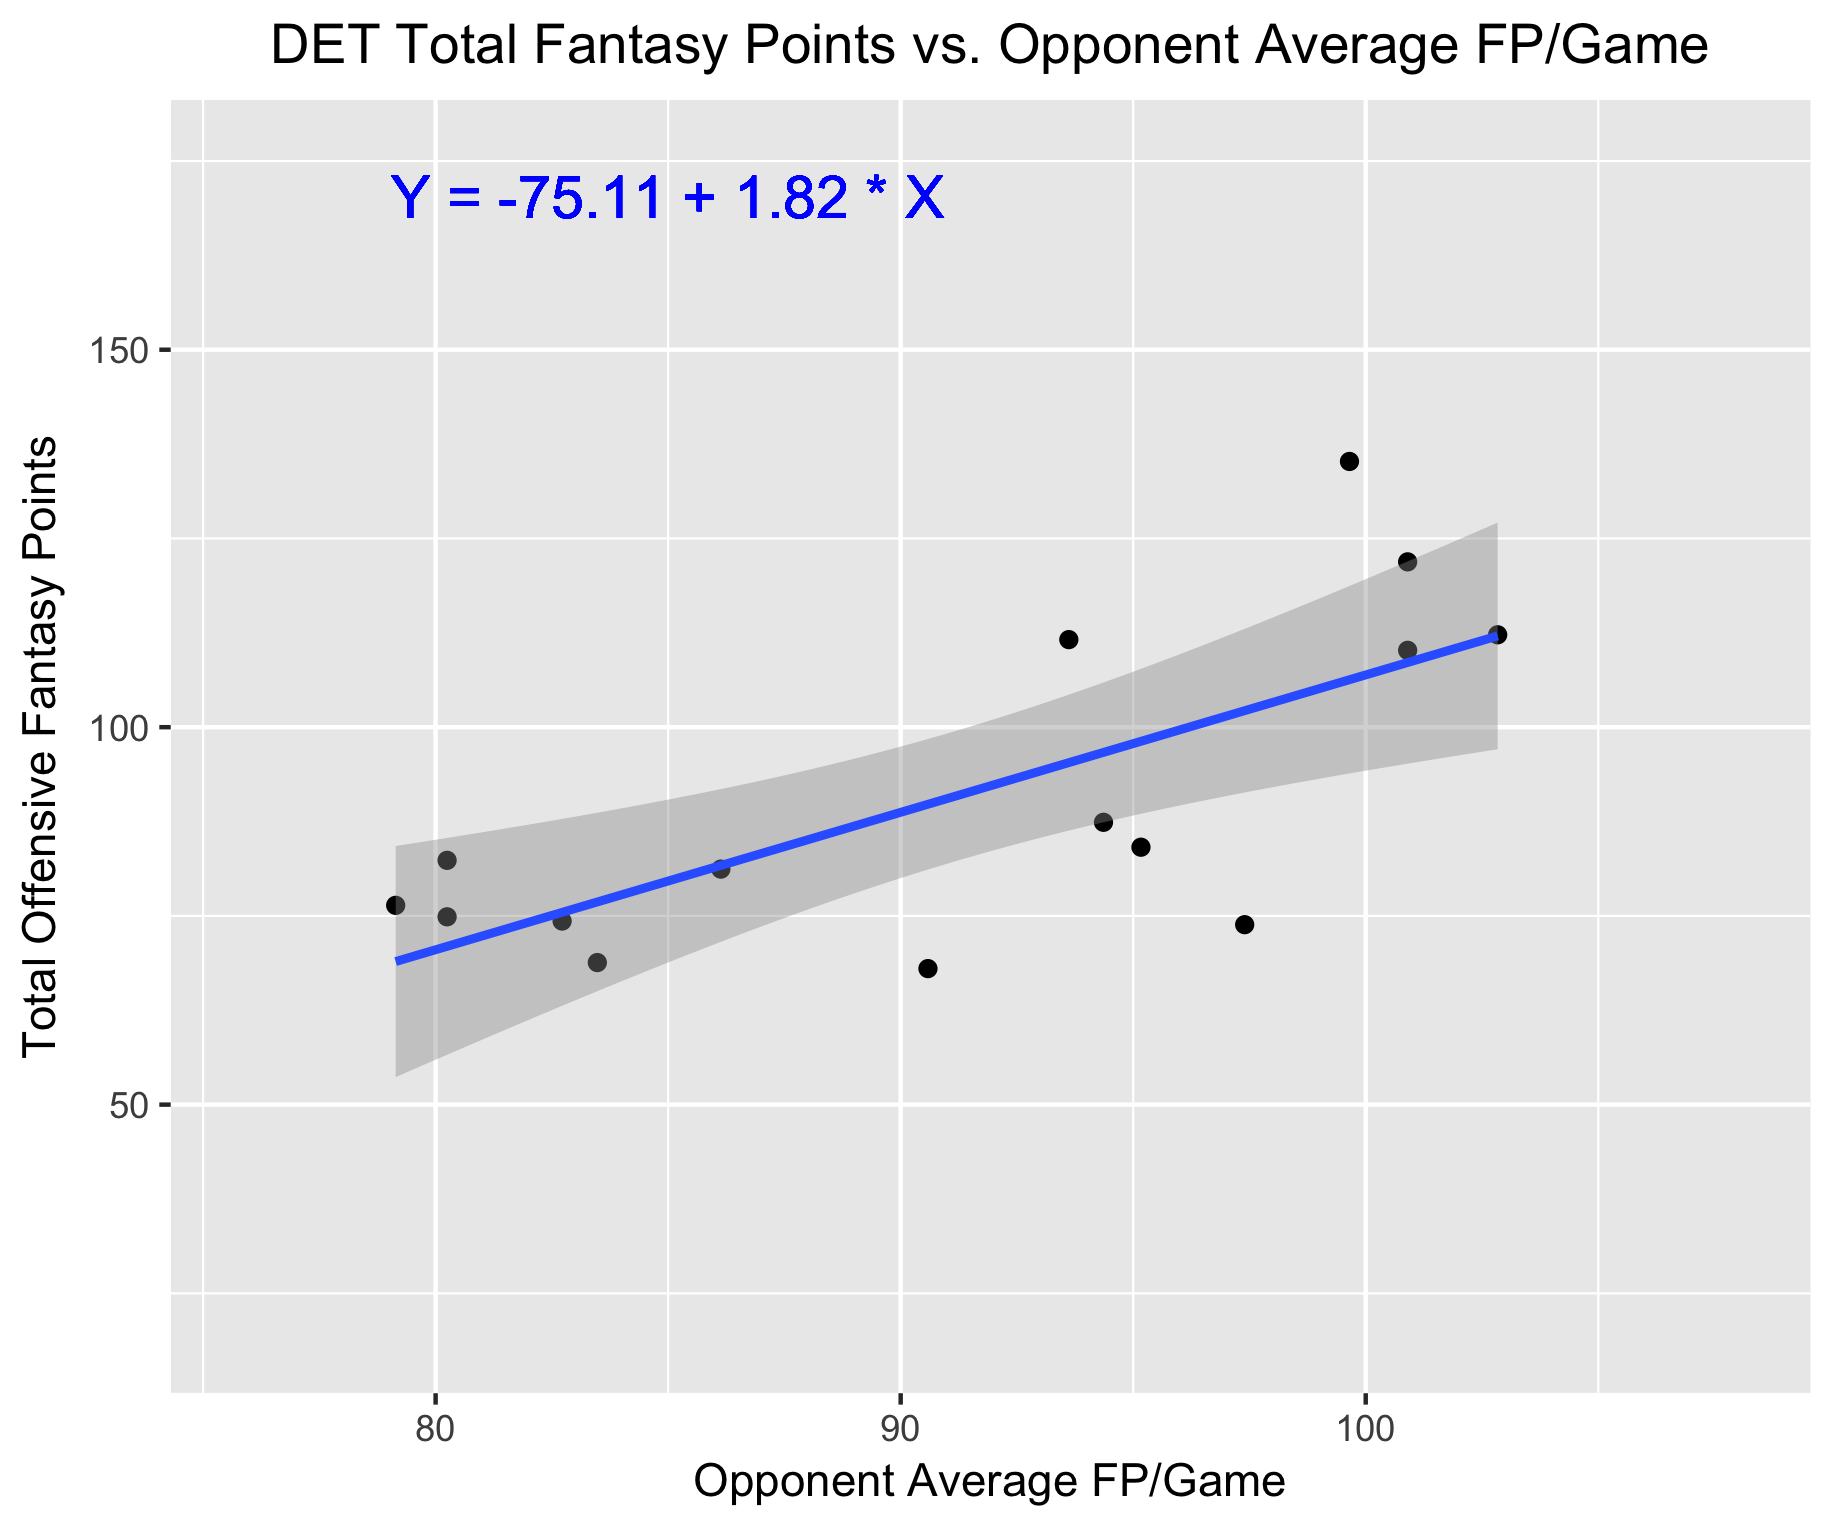 DET Total Fantasy Points vs. Opponent Average FP/Game
Y = -75.11 + 1.82 * X
Total Offensive Fantasy Points
150
100
50
80
90
100
Opponent Average FP/Game